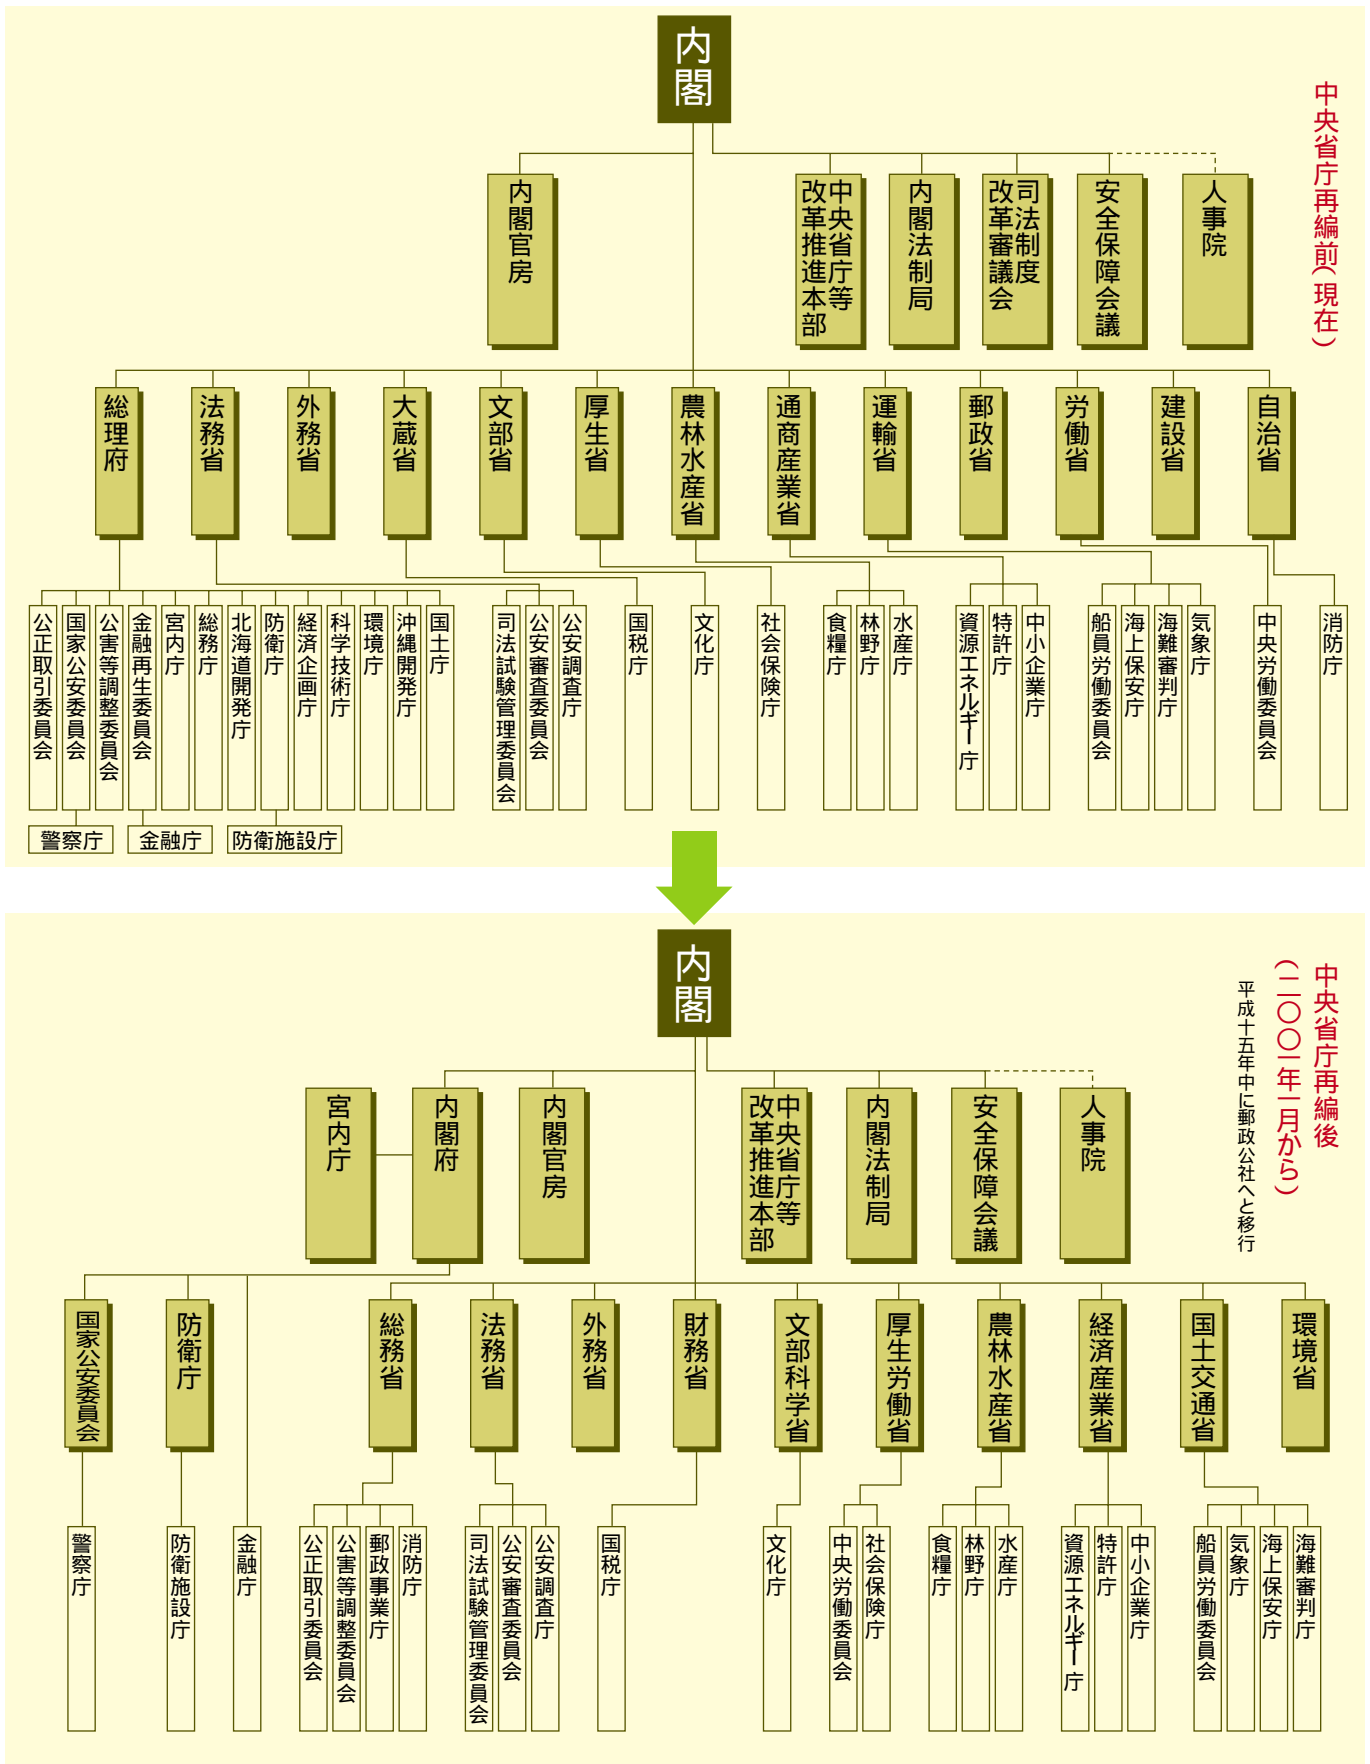 中央省庁再編前(現在)
内閣
内閣官房
中央省庁等
改革推進本部
内閣法制局
司法制度
改革審議会
安全保障会議
人事院
総理府
法務省
外務省
大蔵省
文部省
厚生省
農林水産省
通商産業省
運輸省
郵政省
労働省
建設省
自治省
公正取引委員会
国家公安委員会
公害等調整委員会
金融再生委員会
宮内庁
総務庁
北海道開発庁
防衛庁
経済企画庁
科学技術庁
環境庁
沖縄開発庁
国土庁
司法試験管理委員会
公安審査委員会
公安調査庁
国税庁
文化庁
社会保険庁
食糧庁
林野庁
水産庁
資源エネルギー庁
特許庁
中小企業庁
船員労働委員会
海上保安庁
海難審判庁
気象庁
中央労働委員会
消防庁
警察庁
金融庁
防衛施設庁
中央省庁再編後
(二〇〇一年一月から)
平成十五年中に郵政公社へと移行
内閣
宮内庁
内閣府
内閣官房
中央省庁等
改革推進本部
内閣法制局
安全保障会議
人事院
国家公安委員会
防衛庁
総務省
法務省
外務省
財務省
文部科学省
厚生労働省
農林水産省
経済産業省
国土交通省
環境省
警察庁
防衛施設庁
金融庁
公正取引委員会
公害等調整委員会
郵政事業庁
消防庁
司法試験管理委員会
公安審査委員会
公安調査庁
国税庁
文化庁
中央労働委員会
社会保険庁
食糧庁
林野庁
水産庁
資源エネルギー庁
特許庁
中小企業庁
船員労働委員会
気象庁
海上保安庁
海難審判庁